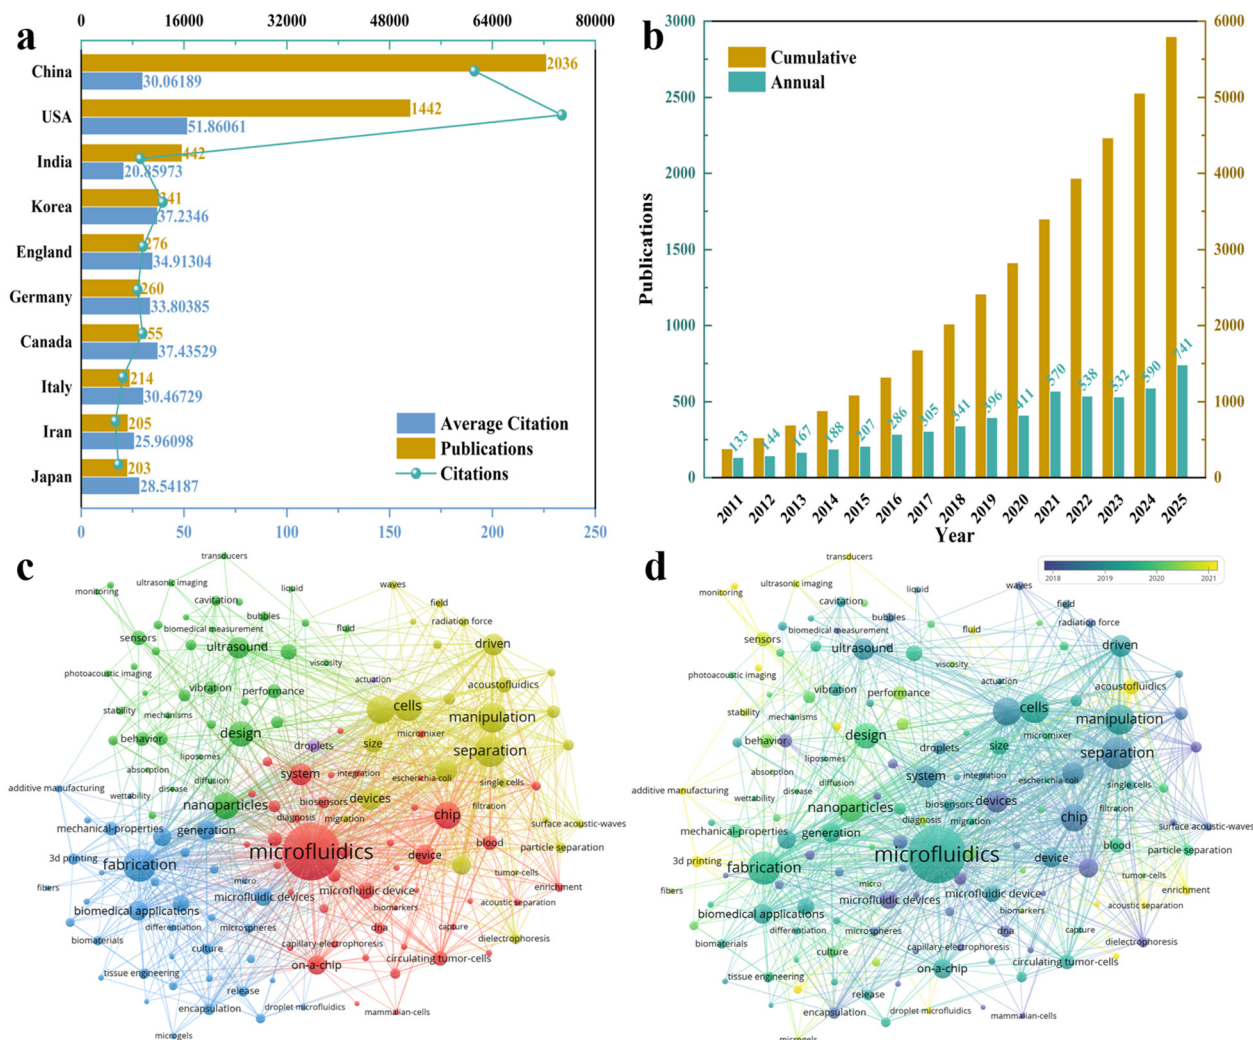 a
0 16000 32000 48000 64000 80000
China 2036
30.06189
USA 1442
51.86061
India 442
20.85973
Korea 341
37.2346
England 276
34.91304
Germany 260
33.80385
Canada 55
37.43529
Italy 214
30.46729
Iran 205
25.96098
Japan 203
28.54187
Average Citation
Publications
Citations
0 50 100 150 200 250
b
Cumulative
Annual
Publications
3000
2500
2000
1500
1000
500
0
6000
5000
4000
3000
2000
1000
0
133 144 167 188 207 286 305 341 396 411 570 538 532 590 741
2011 2012 2013 2014 2015 2016 2017 2018 2019 2020 2021 2022 2023 2024 2025
Year
c
transducers
ultrasonic imaging
monitoring
cavitation
liquid
waves
bubbles
field
sensors
biomedical measurement
fluid
radiation force
ultrasound
driven
viscosity
photoacoustic imaging
actuation
vibration
performance
acoustofluidics
stability
mechanisms
cells
manipulation
behavior
design
droplets
size
micromixer
separation
liposomes
absorption
diffusion
system
integration
escherichia-coli
single cells
additive manufacturing
wettability
disease
nanoparticles
biosensors
devices
filtration
mechanical-properties
generation
diagnosis
migration
chip
surface acoustic-waves
3d printing
fabrication
microfluidics
device
blood
particle separation
fibers
micro
tumor-cells
microfluidic devices
microfluidic device
enrichment
biomedical applications
biomarkers
acoustic separation
differentiation
microspheres
dna
capture
biomaterials
culture
capillary-electrophoresis
dielectrophoresis
tissue engineering
on-a-chip
circulating tumor-cells
release
encapsulation
droplet microfluidics
mammalian-cells
microgels
d
2018 2019 2020 2021
transducers
ultrasonic imaging
monitoring
cavitation
liquid
waves
bubbles
field
sensors
biomedical measurement
fluid
radiation force
ultrasound
driven
viscosity
photoacoustic imaging
actuation
vibration
performance
acoustofluidics
stability
mechanisms
cells
manipulation
behavior
design
droplets
size
micromixer
separation
liposomes
absorption
diffusion
system
integration
escherichia-coli
single cells
additive manufacturing
wettability
disease
nanoparticles
biosensors
devices
filtration
mechanical-properties
generation
diagnosis
migration
chip
surface acoustic-waves
3d printing
fabrication
microfluidics
device
blood
particle separation
fibers
micro
tumor-cells
microfluidic devices
microfluidic device
enrichment
biomedical applications
biomarkers
acoustic separation
differentiation
microspheres
dna
capture
biomaterials
culture
capillary-electrophoresis
dielectrophoresis
tissue engineering
on-a-chip
circulating tumor-cells
release
encapsulation
droplet microfluidics
mammalian-cells
microgels